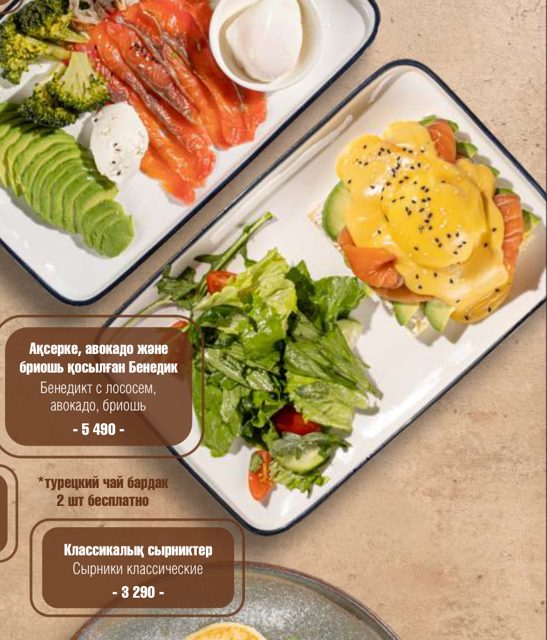 Ақсерке, авокадо және
бриошь қосылған Бенедик
Бенедикт с лососем,
авокадо, бриошь
- 5 490 -
*турецкий чай бардак
2 шт бесплатно
Классикалық сырниктер
Сырники классические
- 3 290 -